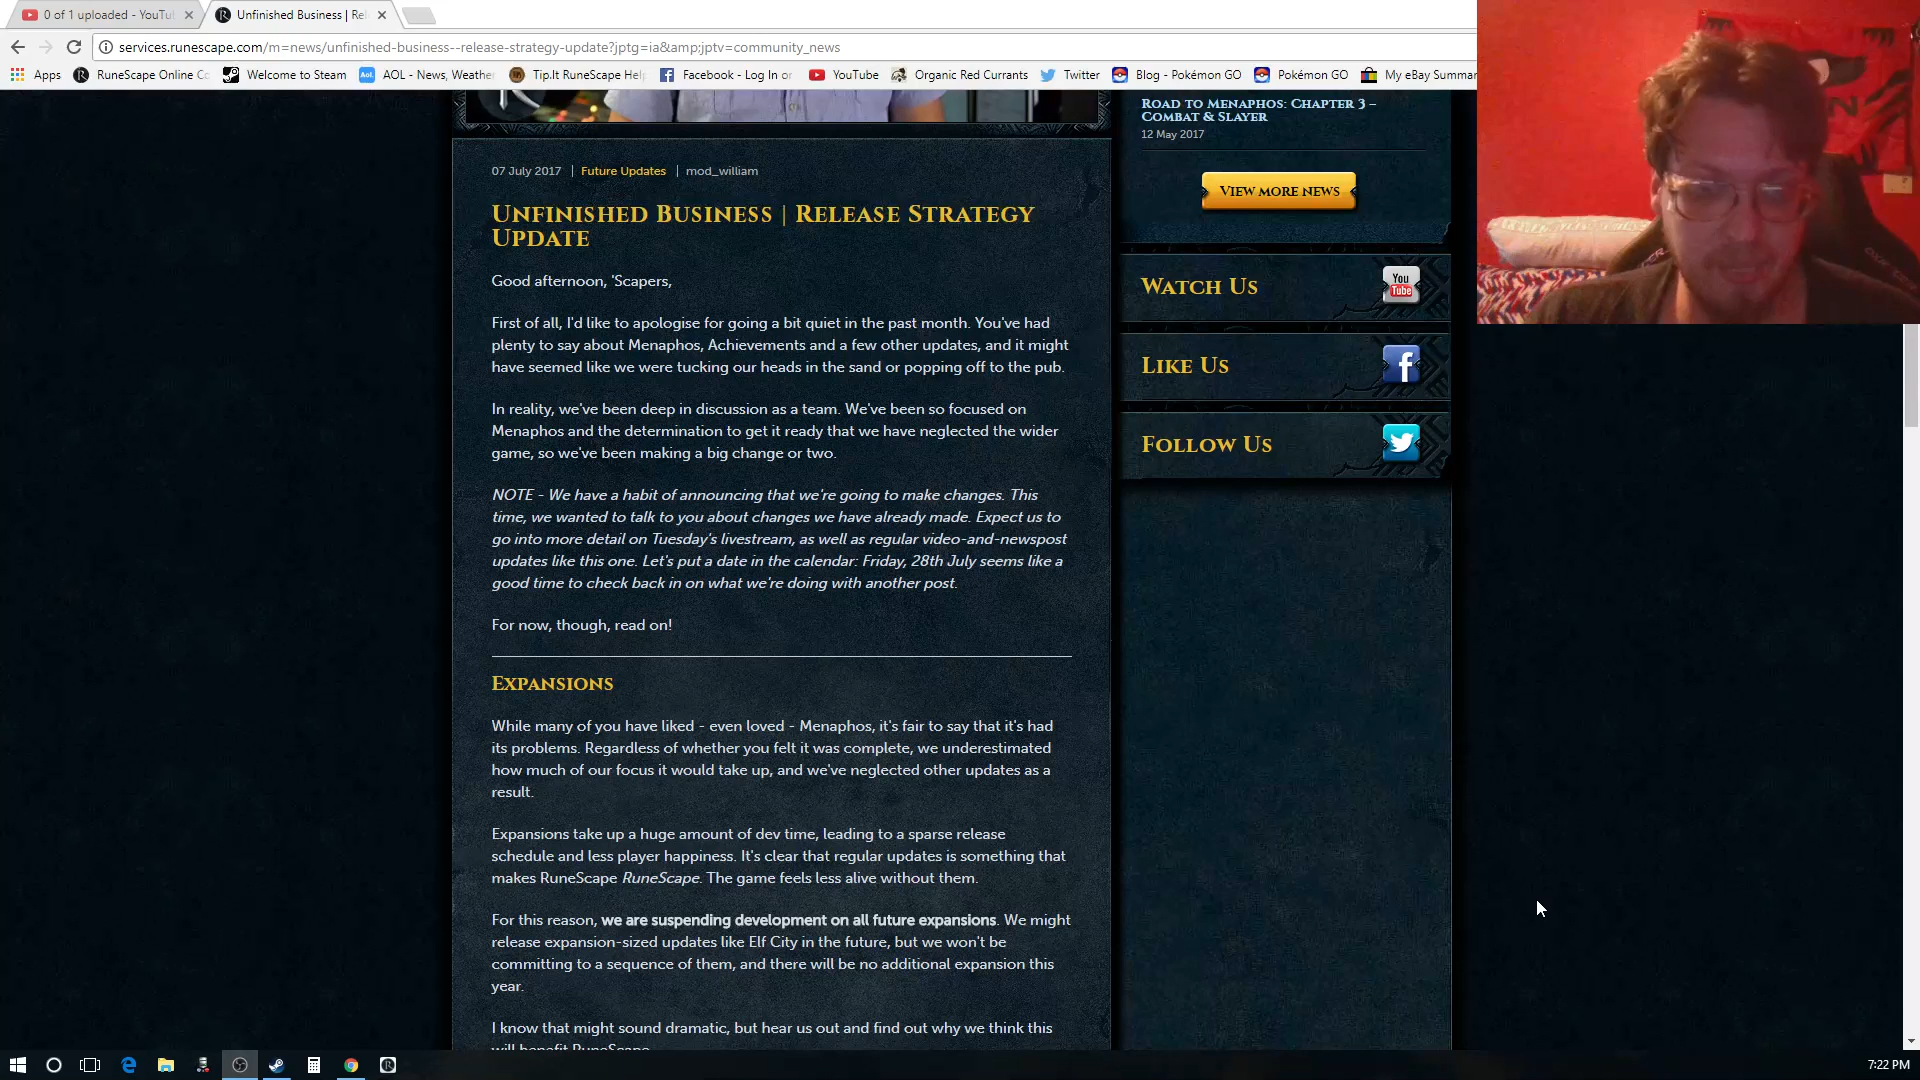 0 of 1 uploaded - YouTu
Unfinished Business | Rel
services.runescape.com/m=news/unfinished-business--release-strategy-update?jptg=ia&amp;jptv=community_news
Apps
RuneScape Online Co
Welcome to Steam
Aol.
AOL - News, Weathe
Tip.It RuneScape Hel
Facebook - Log In or
YouTube
Organic Red Currants
Twitter
Blog - Pokémon GO
Pokémon GO
My eBay Summar
07 July 2017 | Future Updates | mod_william
Unfinished Business | Release Strategy
Update
Good afternoon, 'Scapers,
First of all, I'd like to apologise for going a bit quiet in the past month. You've had
plenty to say about Menaphos, Achievements and a few other updates, and it might
have seemed like we were tucking our heads in the sand or popping off to the pub.
In reality, we've been deep in discussion as a team. We've been so focused on
Menaphos and the determination to get it ready that we have neglected the wider
game, so we've been making a big change or two.
NOTE - We have a habit of announcing that we're going to make changes. This
time, we wanted to talk to you about changes we have already made. Expect us to
go into more detail on Tuesday's livestream, as well as regular video-and-newspost
updates like this one. Let's put a date in the calendar: Friday, 28th July seems like a
good time to check back in on what we're doing with another post.
For now, though, read on!
Expansions
While many of you have liked - even loved - Menaphos, it's fair to say that it's had
its problems. Regardless of whether you felt it was complete, we underestimated
how much of our focus it would take up, and we've neglected other updates as a
result.
Expansions take up a huge amount of dev time, leading to a sparse release
schedule and less player happiness. It's clear that regular updates is something that
makes RuneScape RuneScape. The game feels less alive without them.
For this reason, we are suspending development on all future expansions. We might
release expansion-sized updates like Elf City in the future, but we won't be
committing to a sequence of them, and there will be no additional expansion this
year.
I know that might sound dramatic, but hear us out and find out why we think this
will benefit RuneScape.
Road to Menaphos: Chapter 3 –
Combat & Slayer
12 May 2017
View more news
Watch Us
You
Tube
Like Us
Follow Us
7:22 PM